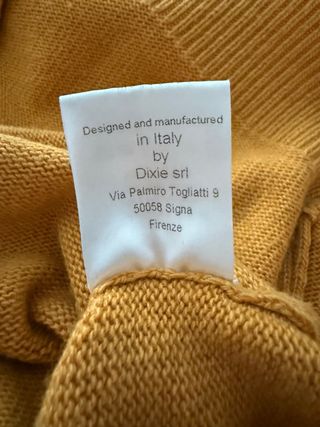 Designed and manufactured
in Italy
by
Dixie srl
Via Palmiro Togliatti 9
50058 Signa
Firenze